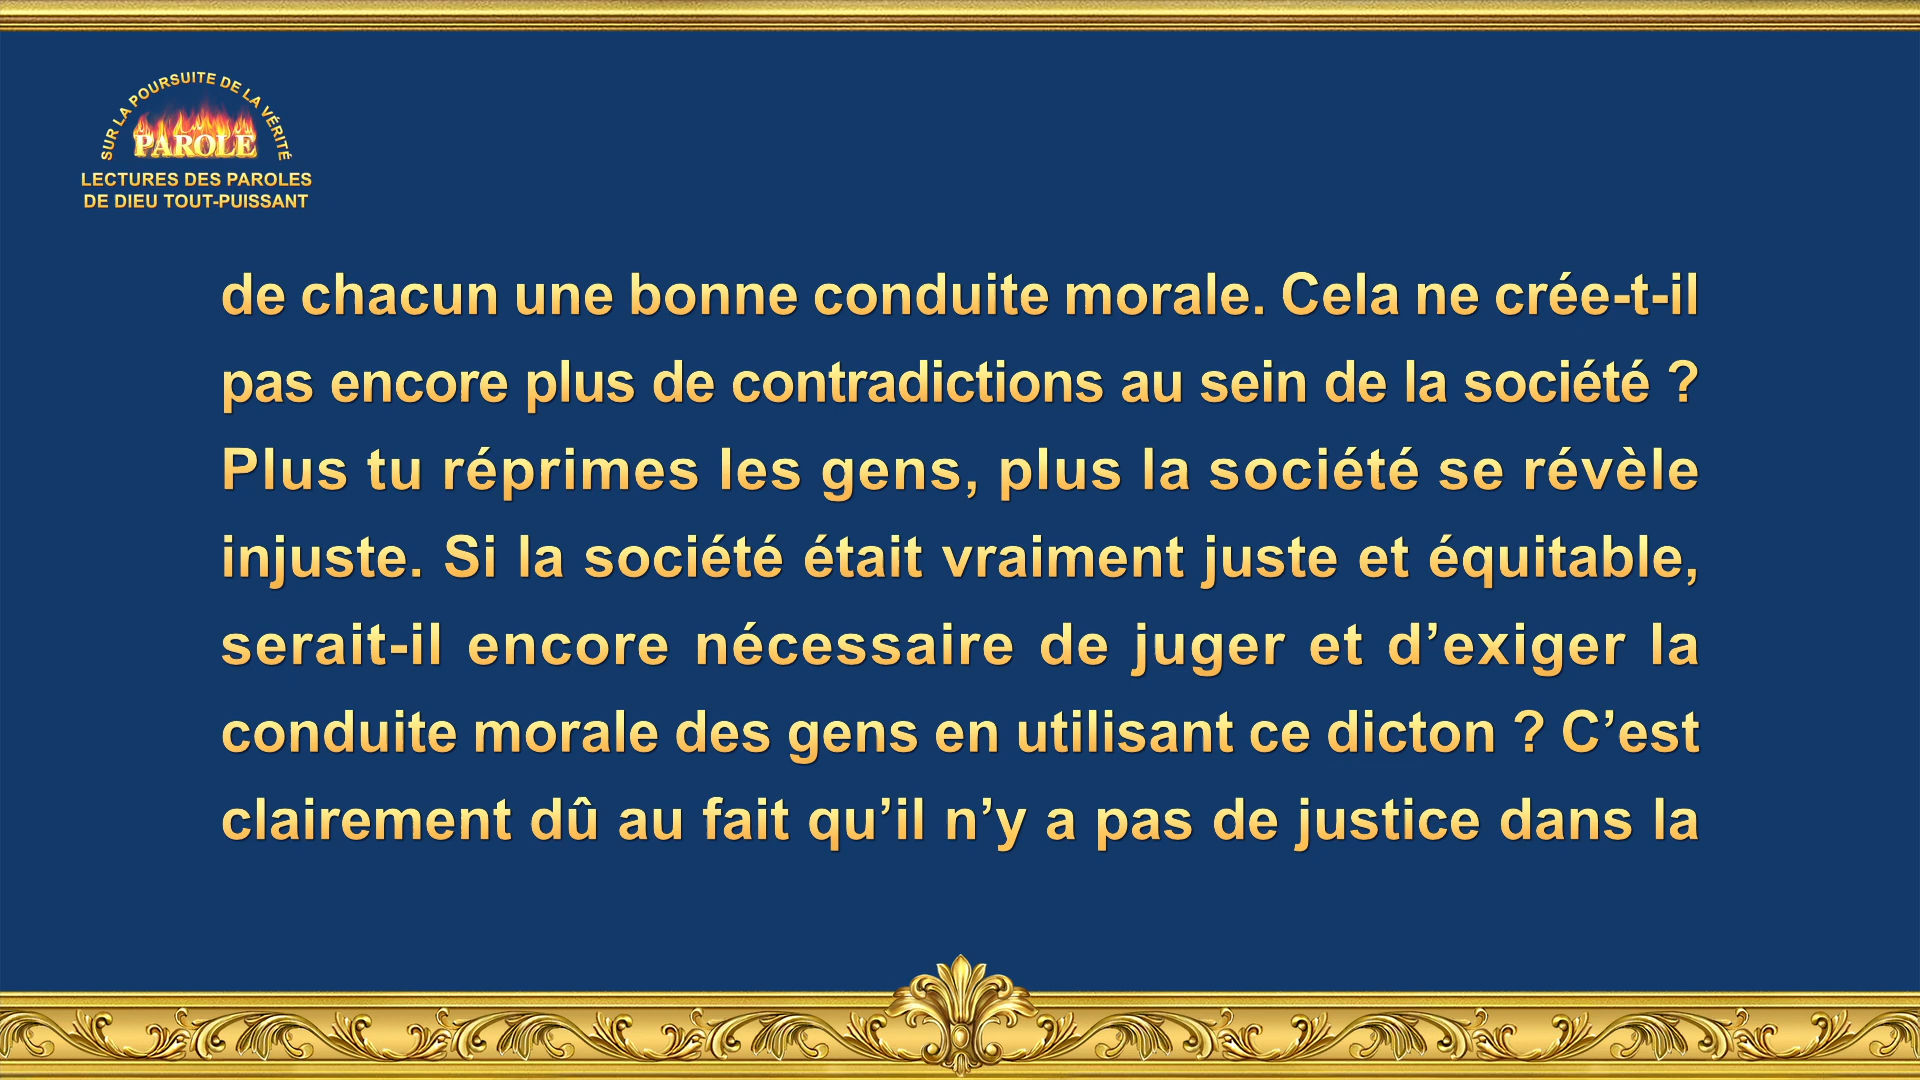 SUR LA POURSUITE DE LA VÉRITÉ
PAROLE
LECTURES DES PAROLES
DE DIEU TOUT-PUISSANT
de chacun une bonne conduite morale. Cela ne crée-t-il
pas encore plus de contradictions au sein de la société ?
Plus tu réprimes les gens, plus la société se révèle
injuste. Si la société était vraiment juste et équitable,
serait-il encore nécessaire de juger et d’exiger la
conduite morale des gens en utilisant ce dicton ? C’est
clairement dû au fait qu’il n’y a pas de justice dans la